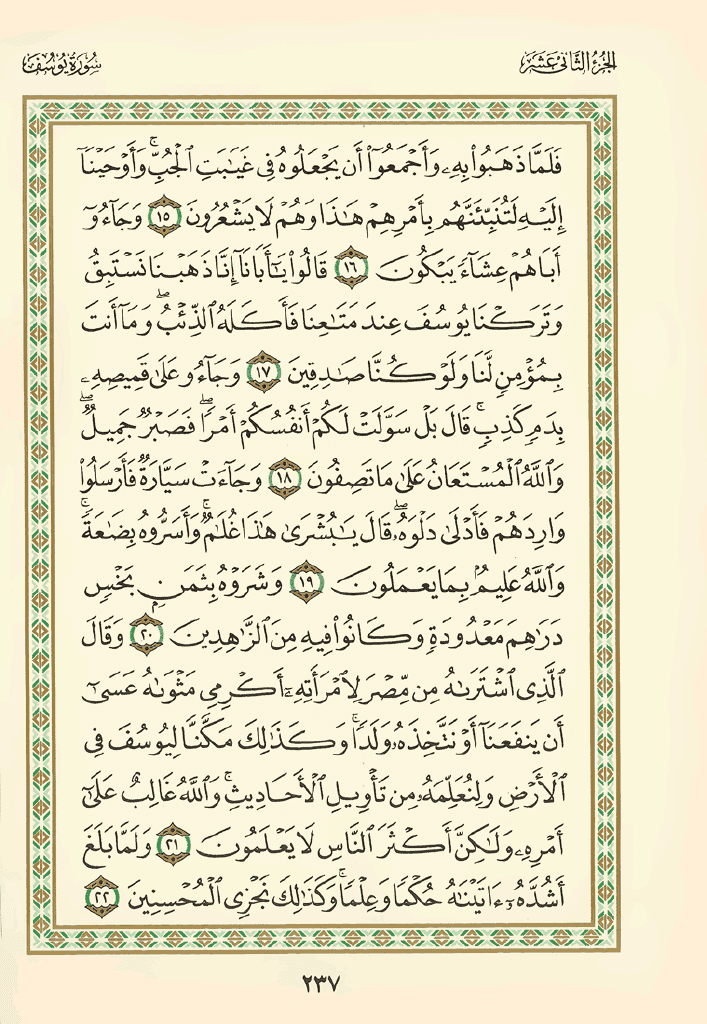 الجزء الثاني عشر
سورة يوسف
فَلَمَّا ذَهَبُوا۟ بِهِۦ وَأَجْمَعُوٓا۟ أَن يَجْعَلُوهُ فِى غَيَـٰبَتِ ٱلْجُبِّ ۚ وَأَوْحَيْنَآ
إِلَيْهِ لَتُنَبِّئَنَّهُم بِأَمْرِهِمْ هَـٰذَا وَهُمْ لَا يَشْعُرُونَ ١٥ وَجَآءُوٓ
أَبَاهُمْ عِشَآءً يَبْكُونَ ١٦ قَالُوا۟ يَـٰٓأَبَانَآ إِنَّا ذَهَبْنَا نَسْتَبِقُ
وَتَرَكْنَا يُوسُفَ عِندَ مَتَـٰعِنَا فَأَكَلَهُ ٱلذِّئْبُ ۖ وَمَآ أَنتَ
بِمُؤْمِنٍ لَّنَا وَلَوْ كُنَّا صَـٰدِقِينَ ١٧ وَجَآءُو عَلَىٰ قَمِيصِهِۦ
بِدَمٍ كَذِبٍ ۚ قَالَ بَلْ سَوَّلَتْ لَكُمْ أَنفُسُكُمْ أَمْرًا ۖ فَصَبْرٌ جَمِيلٌ ۖ
وَٱللَّهُ ٱلْمُسْتَعَانُ عَلَىٰ مَا تَصِفُونَ ١٨ وَجَآءَتْ سَيَّارَةٌ فَأَرْسَلُوا۟
وَارِدَهُمْ فَأَدْلَىٰ دَلْوَهُۥ ۖ قَالَ يَـٰبُشْرَىٰ هَـٰذَا غُلَـٰمٌ ۚ وَأَسَرُّوهُ بِضَـٰعَةً ۚ
وَٱللَّهُ عَلِيمٌۢ بِمَا يَعْمَلُونَ ١٩ وَشَرَوْهُ بِثَمَنٍۭ بَخْسٍ
دَرَٰهِمَ مَعْدُودَةٍ وَكَانُوا۟ فِيهِ مِنَ ٱلزَّٰهِدِينَ ٢٠ وَقَالَ
ٱلَّذِى ٱشْتَرَىٰهُ مِن مِّصْرَ لِٱمْرَأَتِهِۦٓ أَكْرِمِى مَثْوَىٰهُ عَسَىٰٓ
أَن يَنفَعَنَآ أَوْ نَتَّخِذَهُۥ وَلَدًا ۚ وَكَذَٰلِكَ مَكَّنَّا لِيُوسُفَ فِى
ٱلْأَرْضِ وَلِنُعَلِّمَهُۥ مِن تَأْوِيلِ ٱلْأَحَادِيثِ ۚ وَٱللَّهُ غَالِبٌ عَلَىٰٓ
أَمْرِهِۦ وَلَـٰكِنَّ أَكْثَرَ ٱلنَّاسِ لَا يَعْلَمُونَ ٢١ وَلَمَّا بَلَغَ
أَشُدَّهُۥٓ ءَاتَيْنَـٰهُ حُكْمًا وَعِلْمًا ۚ وَكَذَٰلِكَ نَجْزِى ٱلْمُحْسِنِينَ ٢٢
٢٣٧